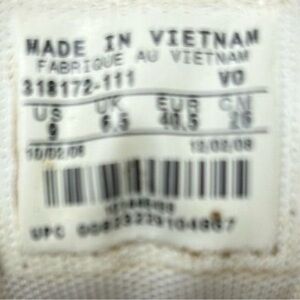 MADE IN VIETNAM
FABRIQUE AU VIETNAM
318172-111 VO
US UK EUR CM
9 6.5 40.5 26
10/02/08 12/02/08
UPC